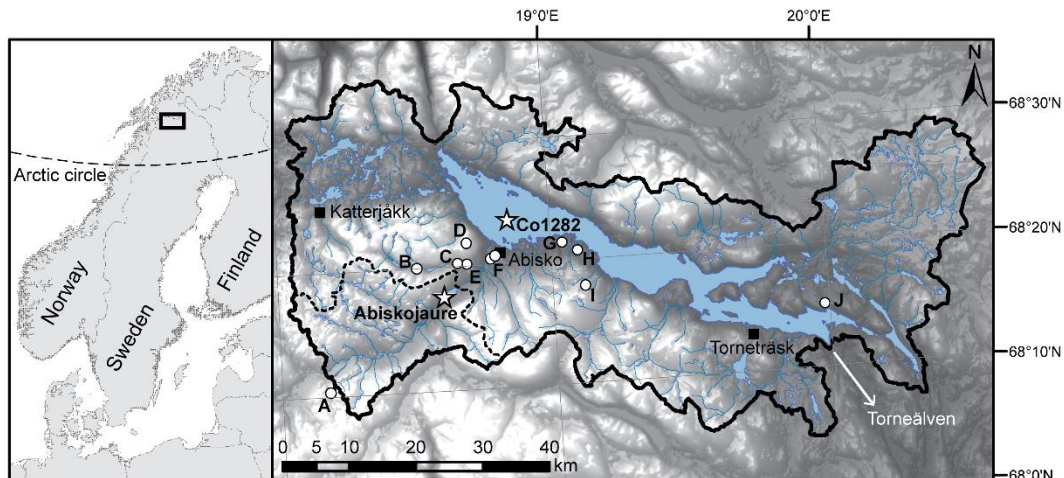 19°0'E
20°0'E
N
68°30'N
Arctic circle
Katterjåkk
Co1282
68°20'N
D
G
Abisko
H
B
C
E
F
I
Abiskojaure
J
Torneträsk
68°10'N
A
Torneälven
Norway
Sweden
Finland
0 5 10 20 30 40
km
68°0'N